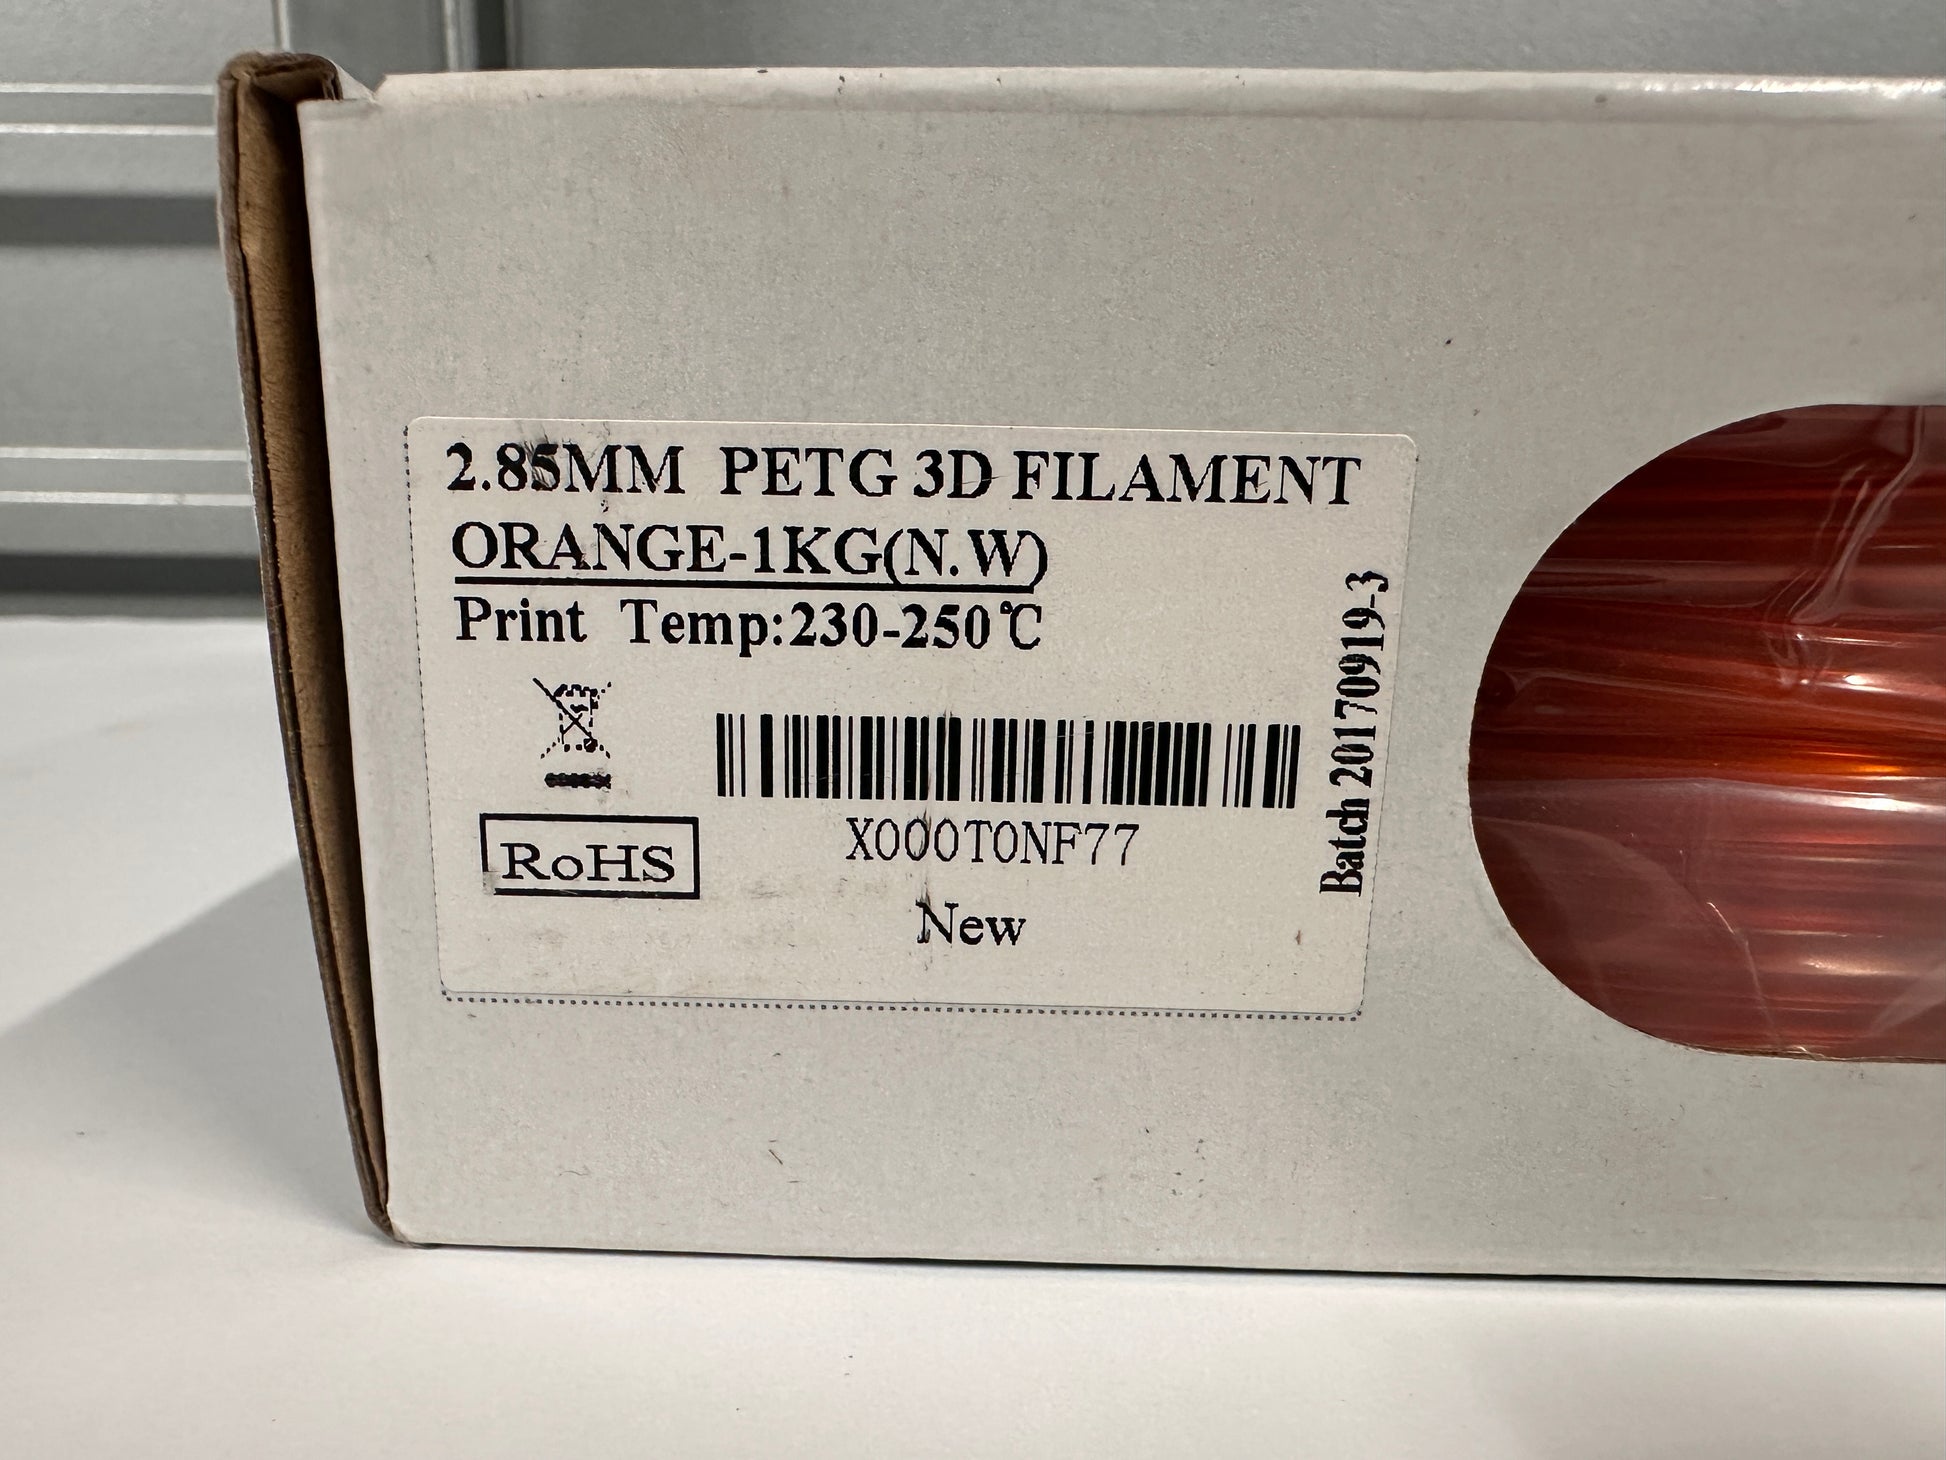 2.85MM PETG 3D FILAMENT
ORANGE-1KG(N.W)
Print Temp:230-250℃
RoHS
X000T0NF77
New
Batch 20170919-3